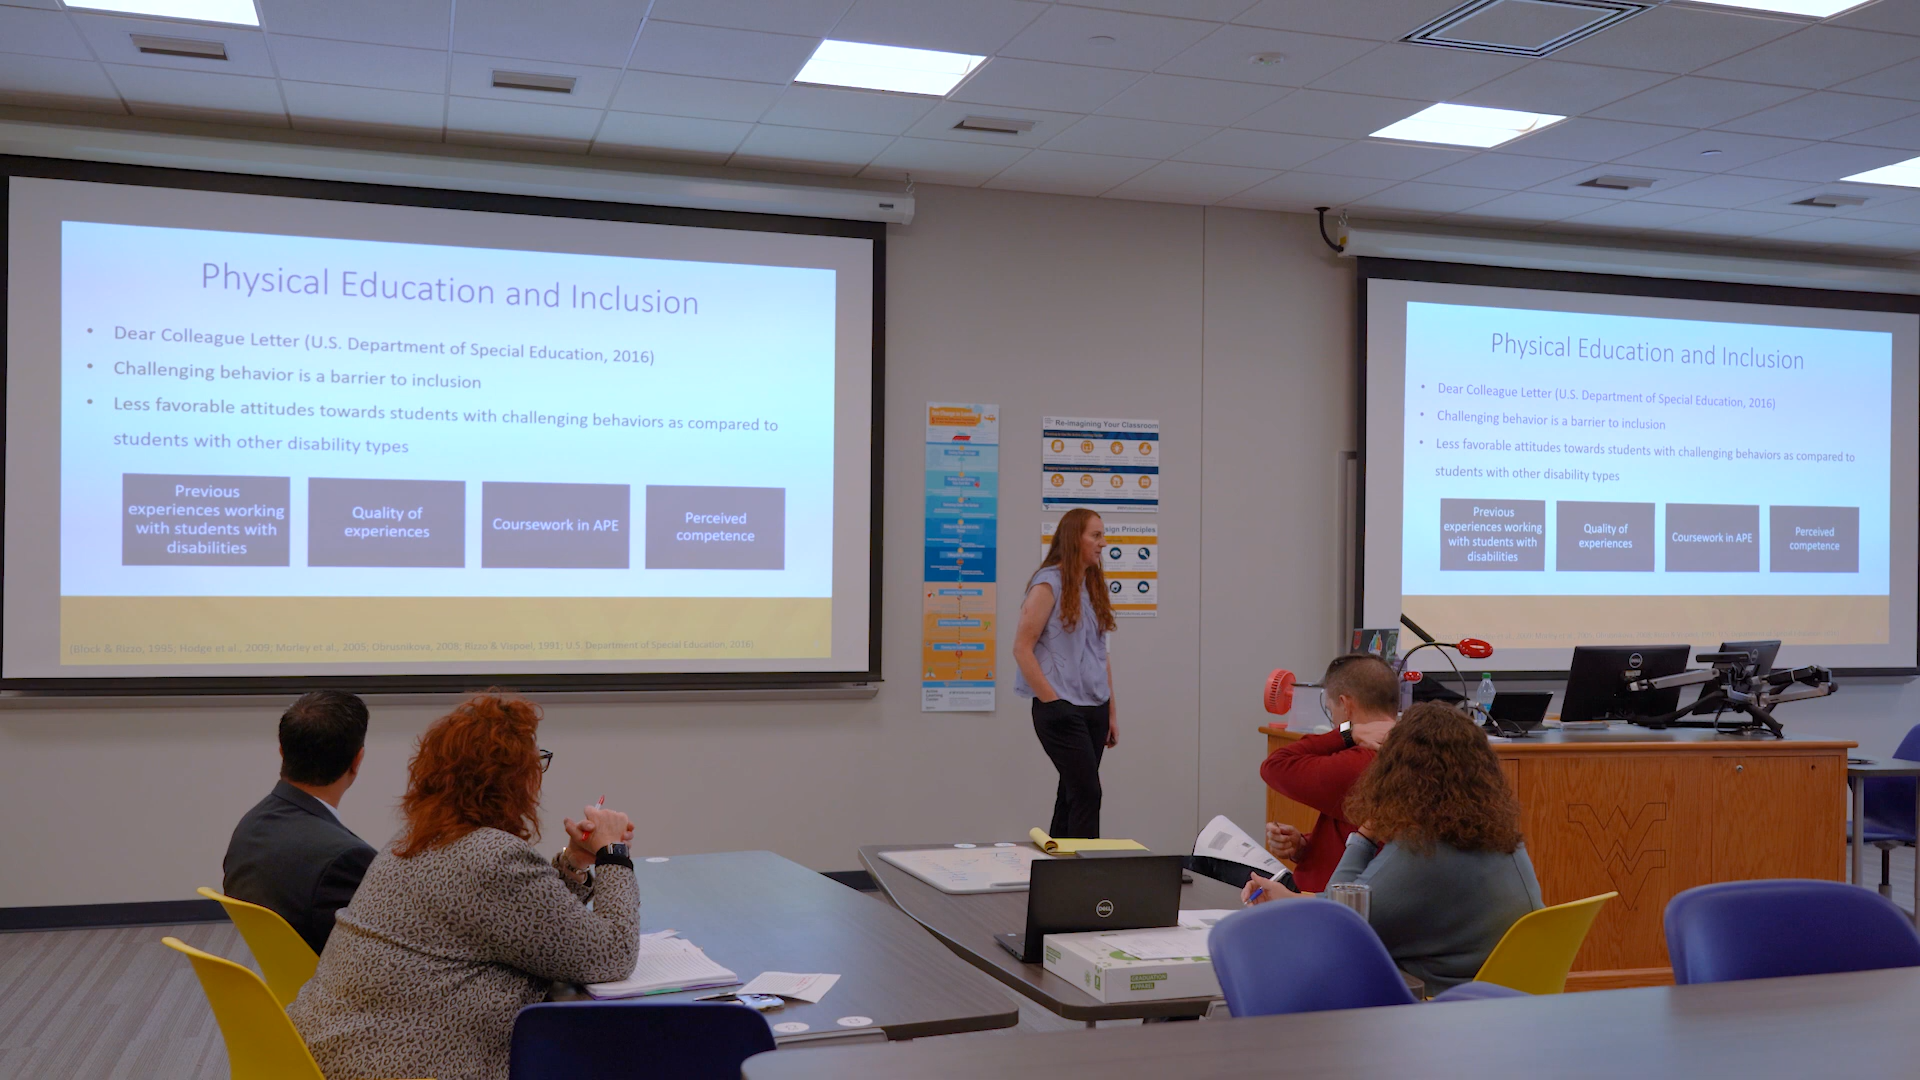 Physical Education and Inclusion
• Dear Colleague Letter (U.S. Department of Special Education, 2016)
• Challenging behavior is a barrier to inclusion
• Less favorable attitudes towards students with challenging behaviors as compared to
students with other disability types
Previous
experiences working
with students with
disabilities
Quality of
experiences
Coursework in APE
Perceived
competence
(Block & Rizzo, 1995; Hodge et al., 2009; Morley et al., 2005; Obrusnikova, 2008; Rizzo & Vispoel, 1991; U.S. Department of Special Education, 2016)
Re-imagining Your Classroom
sign Principles
Physical Education and Inclusion
• Dear Colleague Letter (U.S. Department of Special Education, 2016)
• Challenging behavior is a barrier to inclusion
• Less favorable attitudes towards students with challenging behaviors as compared to
students with other disability types
Previous
experiences working
with students with
disabilities
Quality of
experiences
Coursework in APE
Perceived
competence
DELL
DELL
GRADUATION
APPAREL
WV